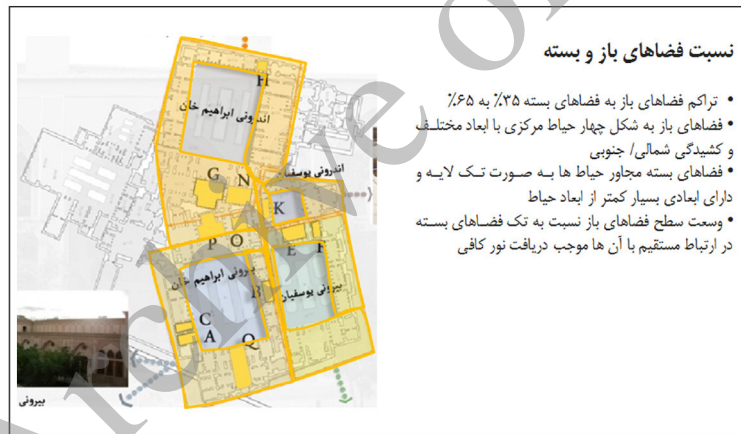 نسبت فضاهای باز و بسته
• تراکم فضاهای باز به فضاهای بسته ۳۵٪ به ۶۵٪
• فضاهای باز به شکل چهار حیاط مرکزی با ابعاد مختلف
و کشیدگی شمالی/ جنوبی
• فضاهای بسته مجاور حیاط ها به صورت تک لایه و
دارای ابعادی بسیار کمتر از ابعاد حیاط
• وسعت سطح فضاهای باز نسبت به تک فضاهای بسته
در ارتباط مستقیم با آن ها موجب دریافت نور کافی
H
اندرونی ابراهیم خان
G N
اندرونی
K
P O
E
بیرونی ابراهیم خان
بیرونی یوسفیان
C
A Q
بیرونی
Archive of